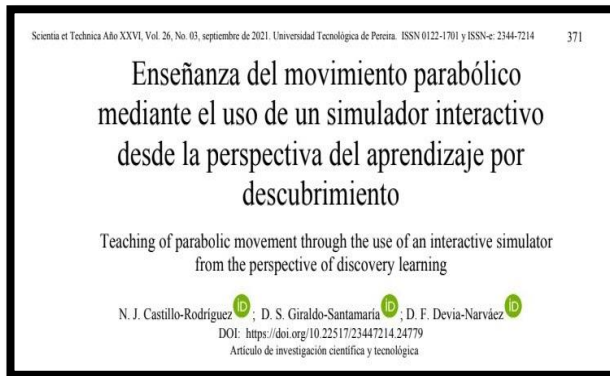 Scientia et Technica Año XXVI, Vol. 26, No. 03, septiembre de 2021. Universidad Tecnológica de Pereira. ISSN 0122-1701 y ISSN-e: 2344-7214 371
Enseñanza del movimiento parabólico
mediante el uso de un simulador interactivo
desde la perspectiva del aprendizaje por
descubrimiento
Teaching of parabolic movement through the use of an interactive simulator
from the perspective of discovery learning
N. J. Castillo-Rodríguez iD ; D. S. Giraldo-Santamaría iD ; D. F. Devia-Narváez iD
DOI: https://doi.org/10.22517/23447214.24779
Artículo de investigación científica y tecnológica